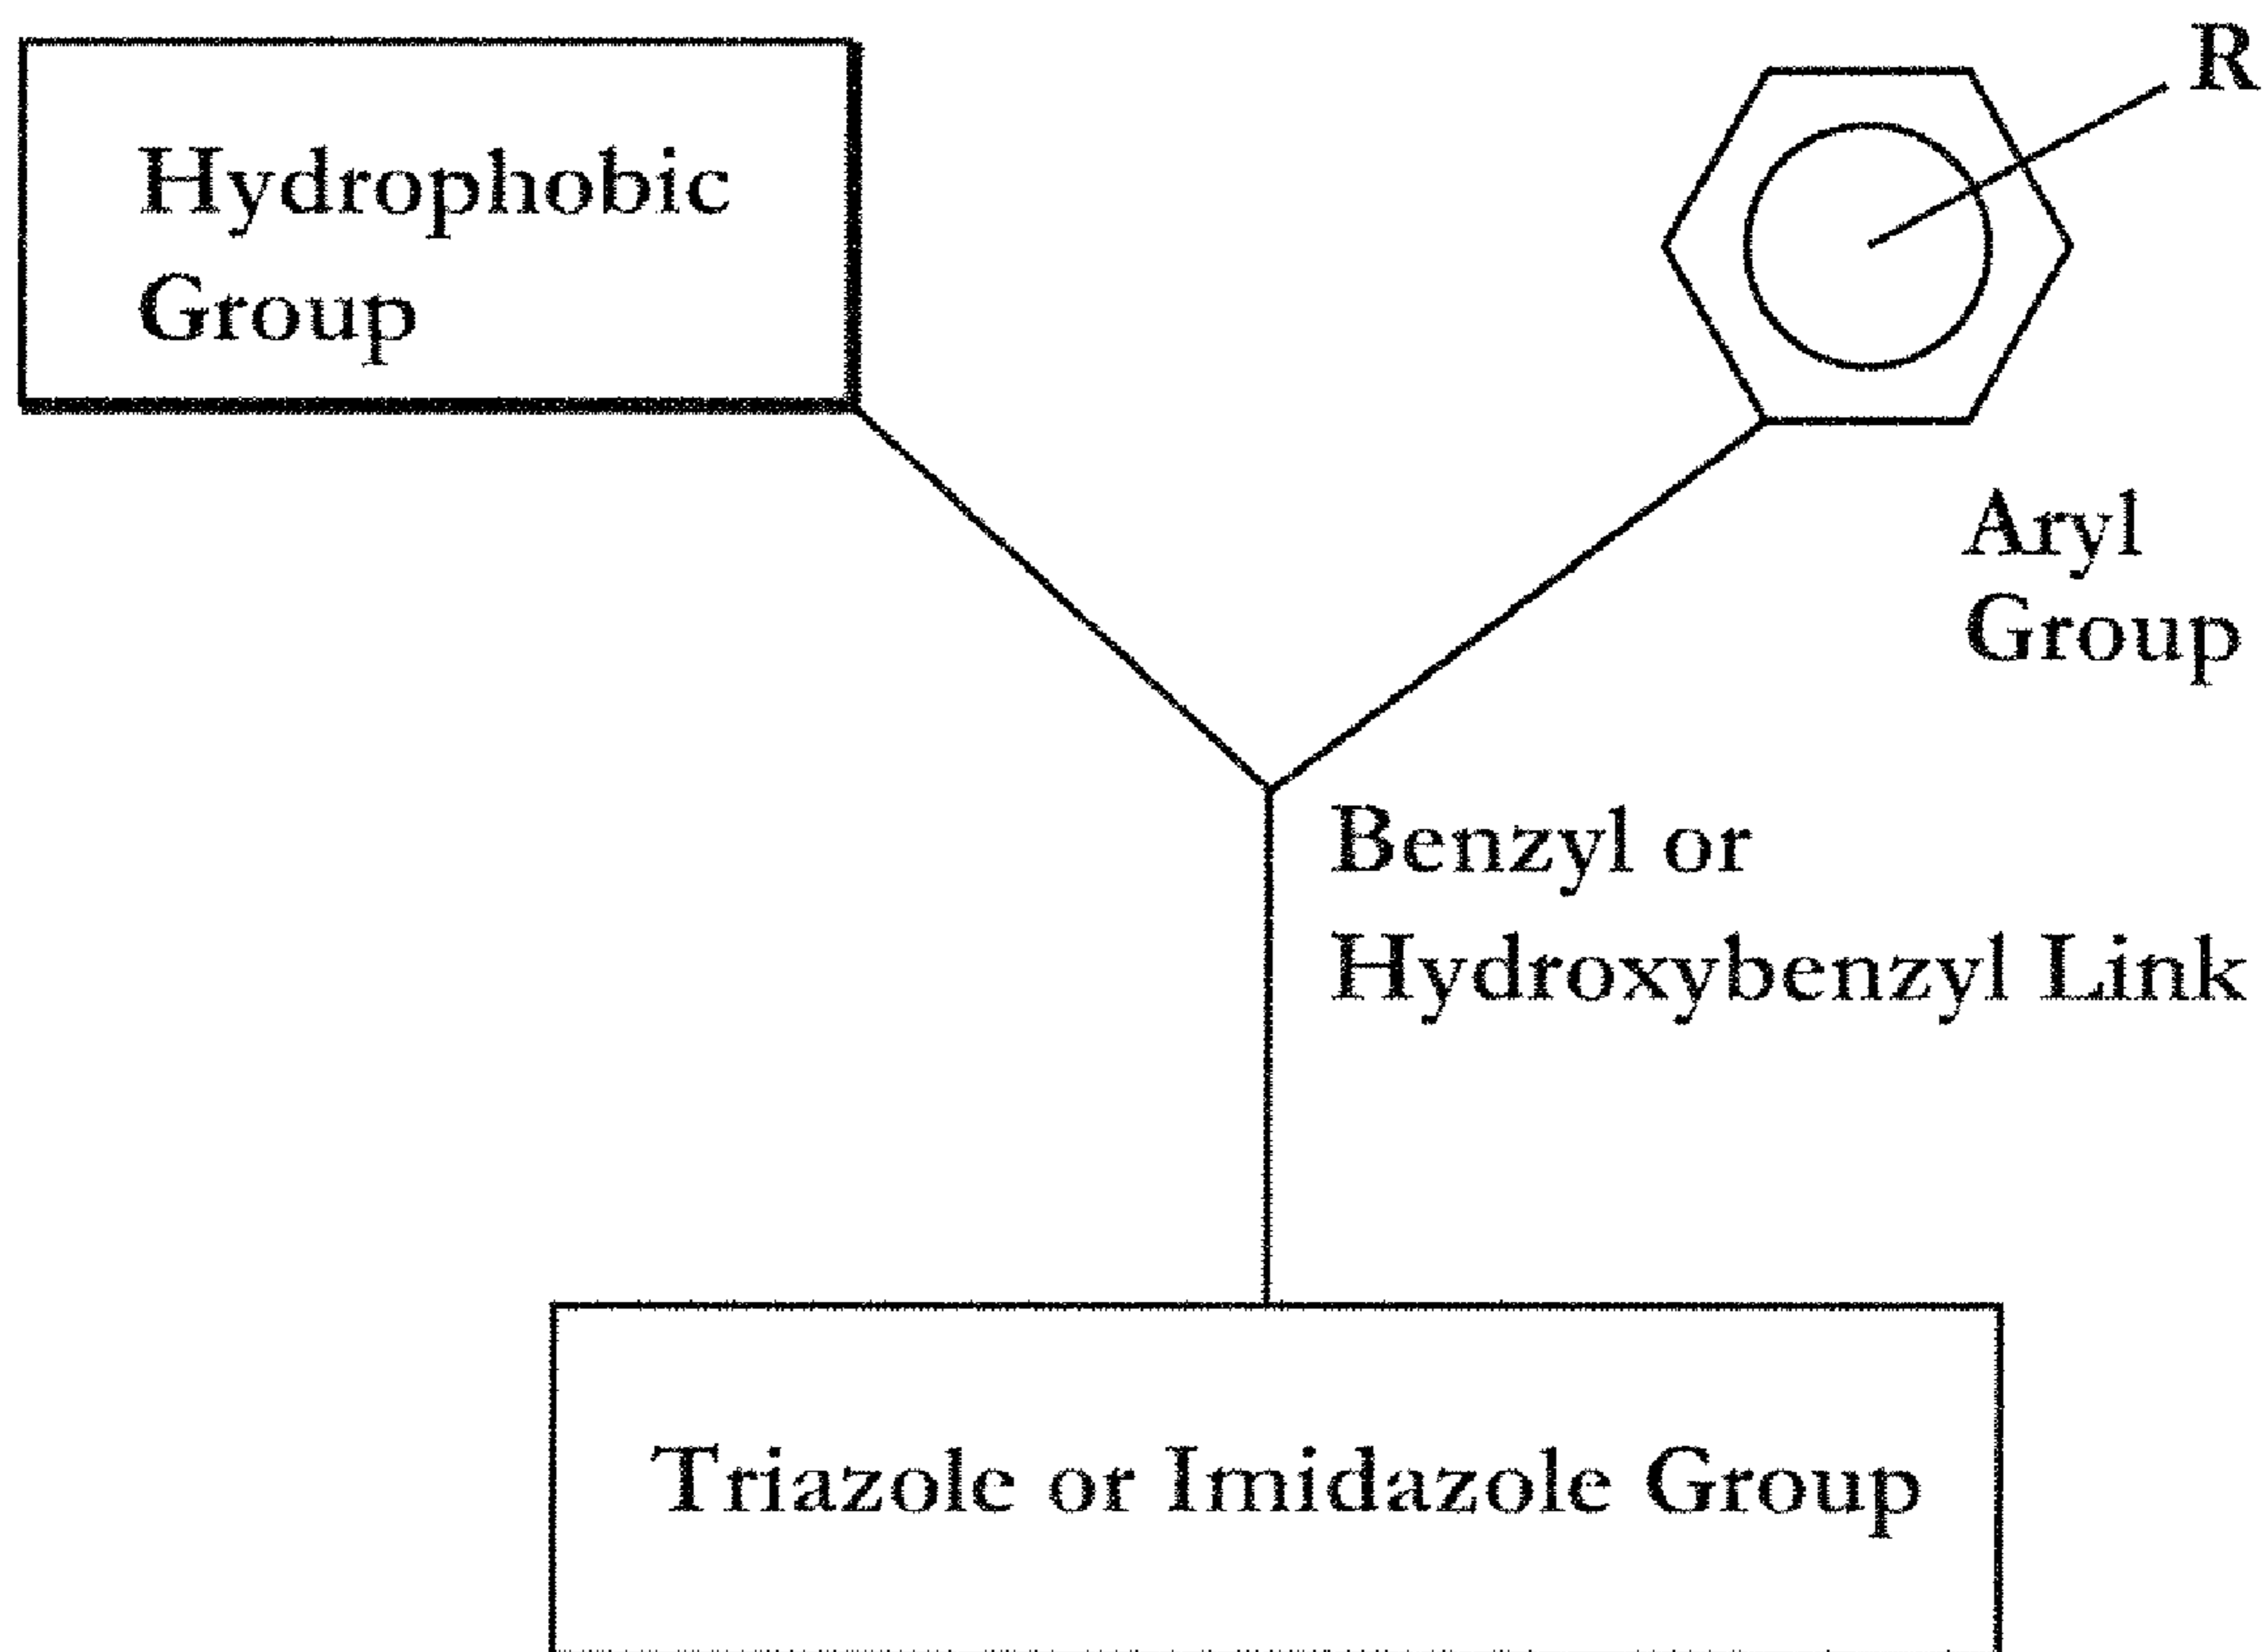 R
Hydrophobic
Group
Aryl
Group
Benzyl or
Hydroxybenzyl Link
Triazole or Imidazole Group